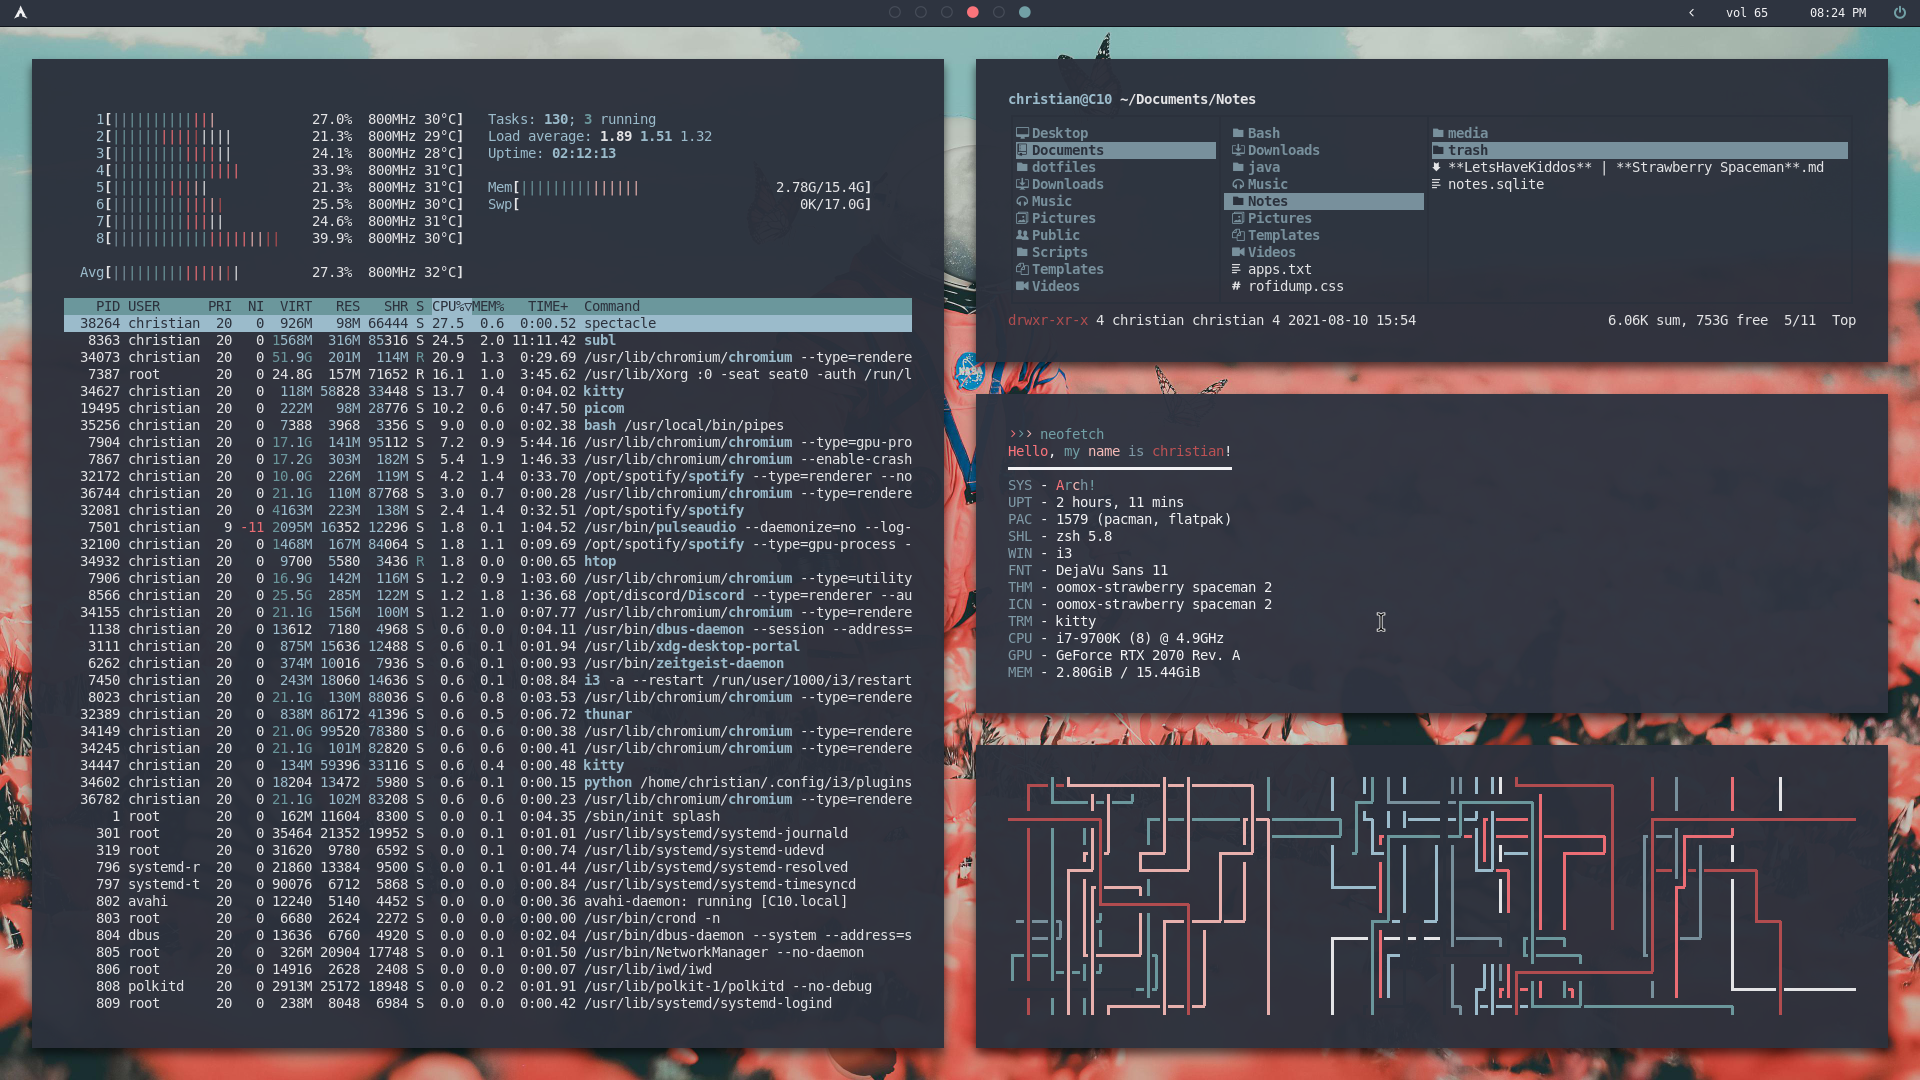 vol 65 08:24 PM
1[ 27.0% 800MHz 30°C] Tasks: 130; 3 running
2[ 21.3% 800MHz 29°C] Load average: 1.89 1.51 1.32
3[ 24.1% 800MHz 28°C] Uptime: 02:12:13
4[ 33.9% 800MHz 31°C]
5[ 21.3% 800MHz 31°C] Mem[ 2.78G/15.4G]
6[ 25.5% 800MHz 30°C] Swp[ 0K/17.0G]
7[ 24.6% 800MHz 31°C]
8[ 39.9% 800MHz 30°C]
Avg[ 27.3% 800MHz 32°C]
PID USER PRI NI VIRT RES SHR S CPU%▽MEM% TIME+ Command
38264 christian 20 0 926M 98M 66444 S 27.5 0.6 0:00.52 spectacle
8363 christian 20 0 1568M 316M 85316 S 24.5 2.0 11:11.42 subl
34073 christian 20 0 51.9G 201M 114M R 20.9 1.3 0:29.69 /usr/lib/chromium/chromium --type=rendere
7387 root 20 0 24.8G 157M 71652 R 16.1 1.0 3:45.62 /usr/lib/Xorg :0 -seat seat0 -auth /run/l
34627 christian 20 0 118M 58828 33448 S 13.7 0.4 0:04.02 kitty
19495 christian 20 0 222M 98M 28776 S 10.2 0.6 0:47.50 picom
35256 christian 20 0 7388 3968 3356 S 9.0 0.0 0:02.38 bash /usr/local/bin/pipes
7904 christian 20 0 17.1G 141M 95112 S 7.2 0.9 5:44.16 /usr/lib/chromium/chromium --type=gpu-pro
7867 christian 20 0 17.2G 303M 182M S 5.4 1.9 1:46.33 /usr/lib/chromium/chromium --enable-crash
32172 christian 20 0 10.0G 226M 119M S 4.2 1.4 0:33.70 /opt/spotify/spotify --type=renderer --no
36744 christian 20 0 21.1G 110M 87768 S 3.0 0.7 0:00.28 /usr/lib/chromium/chromium --type=rendere
32081 christian 20 0 4163M 223M 138M S 2.4 1.4 0:32.51 /opt/spotify/spotify
7501 christian 9 -11 2095M 16352 12296 S 1.8 0.1 1:04.52 /usr/bin/pulseaudio --daemonize=no --log-
32100 christian 20 0 1468M 167M 84064 S 1.8 1.1 0:09.69 /opt/spotify/spotify --type=gpu-process -
34932 christian 20 0 9700 5580 3436 R 1.8 0.0 0:00.65 htop
7906 christian 20 0 16.9G 142M 116M S 1.2 0.9 1:03.60 /usr/lib/chromium/chromium --type=utility
8566 christian 20 0 25.5G 285M 122M S 1.2 1.8 1:36.68 /opt/discord/Discord --type=renderer --au
34155 christian 20 0 21.1G 156M 100M S 1.2 1.0 0:07.77 /usr/lib/chromium/chromium --type=rendere
1138 christian 20 0 13612 7180 4968 S 0.6 0.0 0:04.11 /usr/bin/dbus-daemon --session --address=
3111 christian 20 0 875M 15636 12488 S 0.6 0.1 0:01.94 /usr/lib/xdg-desktop-portal
6262 christian 20 0 374M 10016 7936 S 0.6 0.1 0:00.93 /usr/bin/zeitgeist-daemon
7450 christian 20 0 243M 18060 14636 S 0.6 0.1 0:08.84 i3 -a --restart /run/user/1000/i3/restart
8023 christian 20 0 21.1G 130M 88036 S 0.6 0.8 0:03.53 /usr/lib/chromium/chromium --type=rendere
32389 christian 20 0 838M 86172 41396 S 0.6 0.5 0:06.72 thunar
34149 christian 20 0 21.0G 99520 78380 S 0.6 0.6 0:00.38 /usr/lib/chromium/chromium --type=rendere
34245 christian 20 0 21.1G 101M 82820 S 0.6 0.6 0:00.41 /usr/lib/chromium/chromium --type=rendere
34447 christian 20 0 134M 59396 33116 S 0.6 0.4 0:00.48 kitty
34602 christian 20 0 18204 13472 5980 S 0.6 0.1 0:00.15 python /home/christian/.config/i3/plugins
36782 christian 20 0 21.1G 102M 83208 S 0.6 0.6 0:00.23 /usr/lib/chromium/chromium --type=rendere
1 root 20 0 162M 11604 8300 S 0.0 0.1 0:04.35 /sbin/init splash
301 root 20 0 35464 21352 19952 S 0.0 0.1 0:01.01 /usr/lib/systemd/systemd-journald
319 root 20 0 31620 9780 6592 S 0.0 0.1 0:00.74 /usr/lib/systemd/systemd-udevd
796 systemd-r 20 0 21860 13384 9500 S 0.0 0.1 0:01.44 /usr/lib/systemd/systemd-resolved
797 systemd-t 20 0 90076 6712 5868 S 0.0 0.0 0:00.84 /usr/lib/systemd/systemd-timesyncd
802 avahi 20 0 12240 5140 4452 S 0.0 0.0 0:00.36 avahi-daemon: running [C10.local]
803 root 20 0 6680 2624 2272 S 0.0 0.0 0:00.00 /usr/bin/crond -n
804 dbus 20 0 13636 6760 4920 S 0.0 0.0 0:02.04 /usr/bin/dbus-daemon --system --address=s
805 root 20 0 326M 20904 17748 S 0.0 0.1 0:01.50 /usr/bin/NetworkManager --no-daemon
806 root 20 0 14916 2628 2408 S 0.0 0.0 0:00.07 /usr/lib/iwd/iwd
808 polkitd 20 0 2913M 25172 18948 S 0.0 0.2 0:01.91 /usr/lib/polkit-1/polkitd --no-debug
809 root 20 0 238M 8048 6984 S 0.0 0.0 0:00.42 /usr/lib/systemd/systemd-logind
christian@C10 ~/Documents/Notes
Desktop Bash media
Documents Downloads trash
dotfiles java **LetsHaveKiddos** | **Strawberry Spaceman**.md
Downloads Music notes.sqlite
Music Notes
Pictures Pictures
Public Templates
Scripts Videos
Templates apps.txt
Videos # rofidump.css
drwxr-xr-x 4 christian christian 4 2021-08-10 15:54 6.06K sum, 753G free 5/11 Top
NASA
››› neofetch
Hello, my name is christian!
SYS - Arch!
UPT - 2 hours, 11 mins
PAC - 1579 (pacman, flatpak)
SHL - zsh 5.8
WIN - i3
FNT - DejaVu Sans 11
THM - oomox-strawberry spaceman 2
ICN - oomox-strawberry spaceman 2
TRM - kitty
CPU - i7-9700K (8) @ 4.9GHz
GPU - GeForce RTX 2070 Rev. A
MEM - 2.80GiB / 15.44GiB